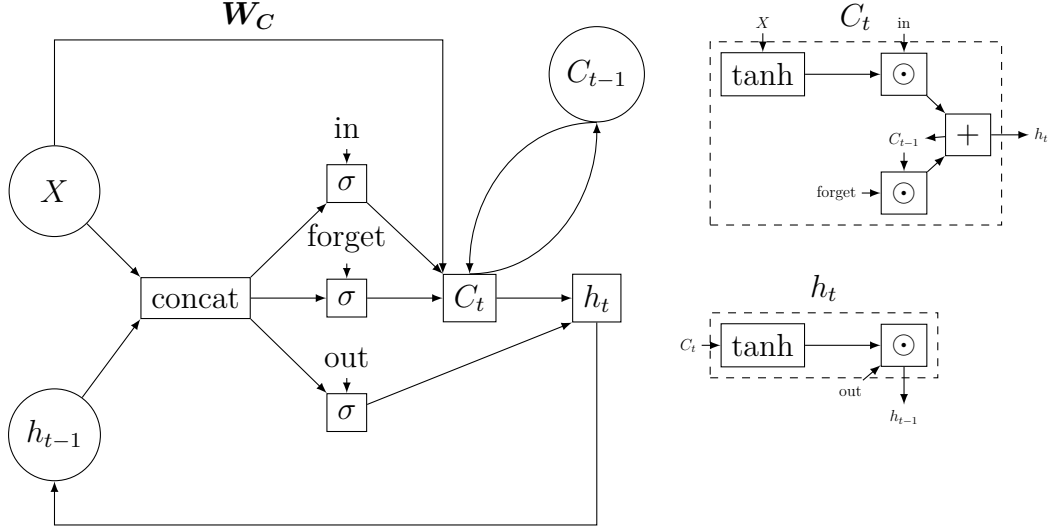 W_C
C_{t-1}
X
in
σ
forget
concat
σ
C_t
h_t
out
σ
h_{t-1}
C_t
X
in
tanh
⊙
C_{t-1}
+
h_t
forget
⊙
h_t
C_t
tanh
⊙
out
h_{t-1}